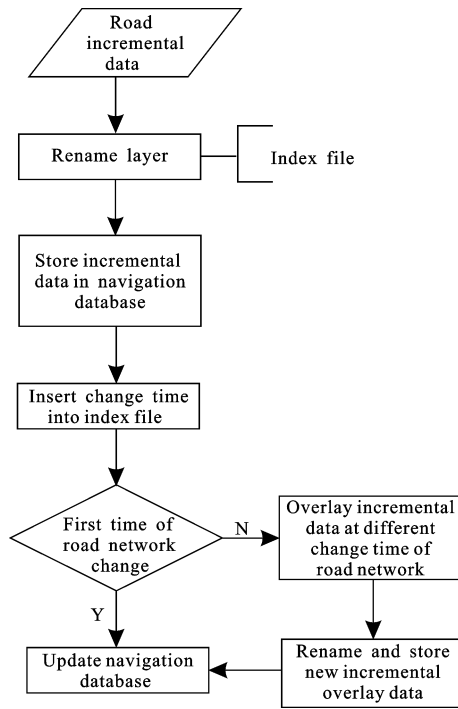 Road
incremental
data
Rename layer
Index file
Store incremental
data in navigation
database
Insert change time
into index file
First time of
road network
change
N
Overlay incremental
data at different
change time of
road network
Y
Update navigation
database
Rename and store
new incremental
overlay data